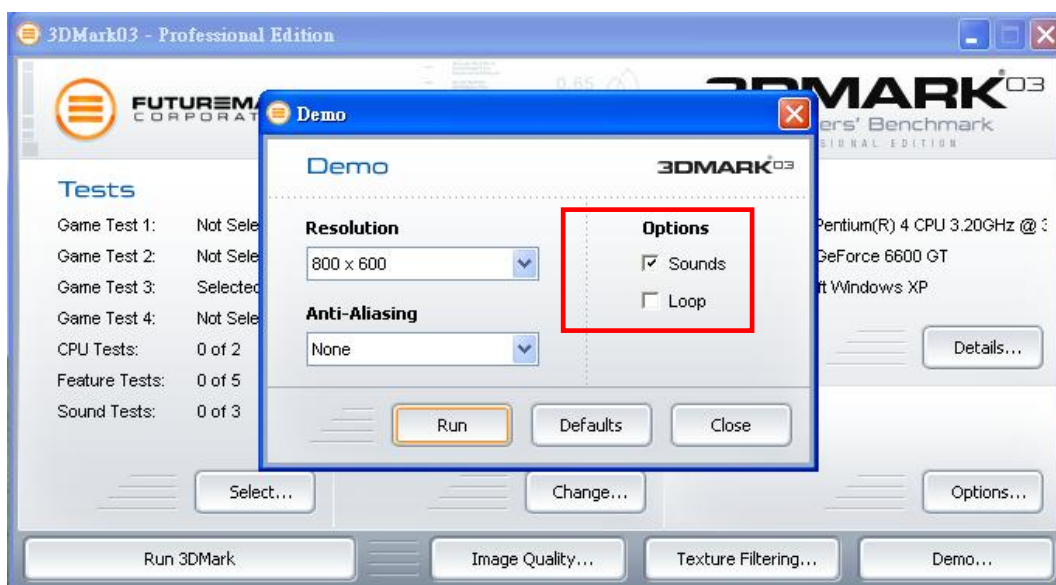 3DMark03 - Professional Edition
FUTUREMA
CORPORAT
0.65
3DMARK03
ers' Benchmark
SIONAL EDITION
Demo
Demo
3DMARK03
Resolution
800 x 600
Anti-Aliasing
None
Options
Sounds
Loop
Run
Defaults
Close
Tests
Game Test 1: Not Sele
Game Test 2: Not Sele
Game Test 3: Selected
Game Test 4: Not Sele
CPU Tests: 0 of 2
Feature Tests: 0 of 5
Sound Tests: 0 of 3
Pentium(R) 4 CPU 3.20GHz @ 3
GeForce 6600 GT
ft Windows XP
Details...
Select...
Change...
Options...
Run 3DMark
Image Quality...
Texture Filtering...
Demo...